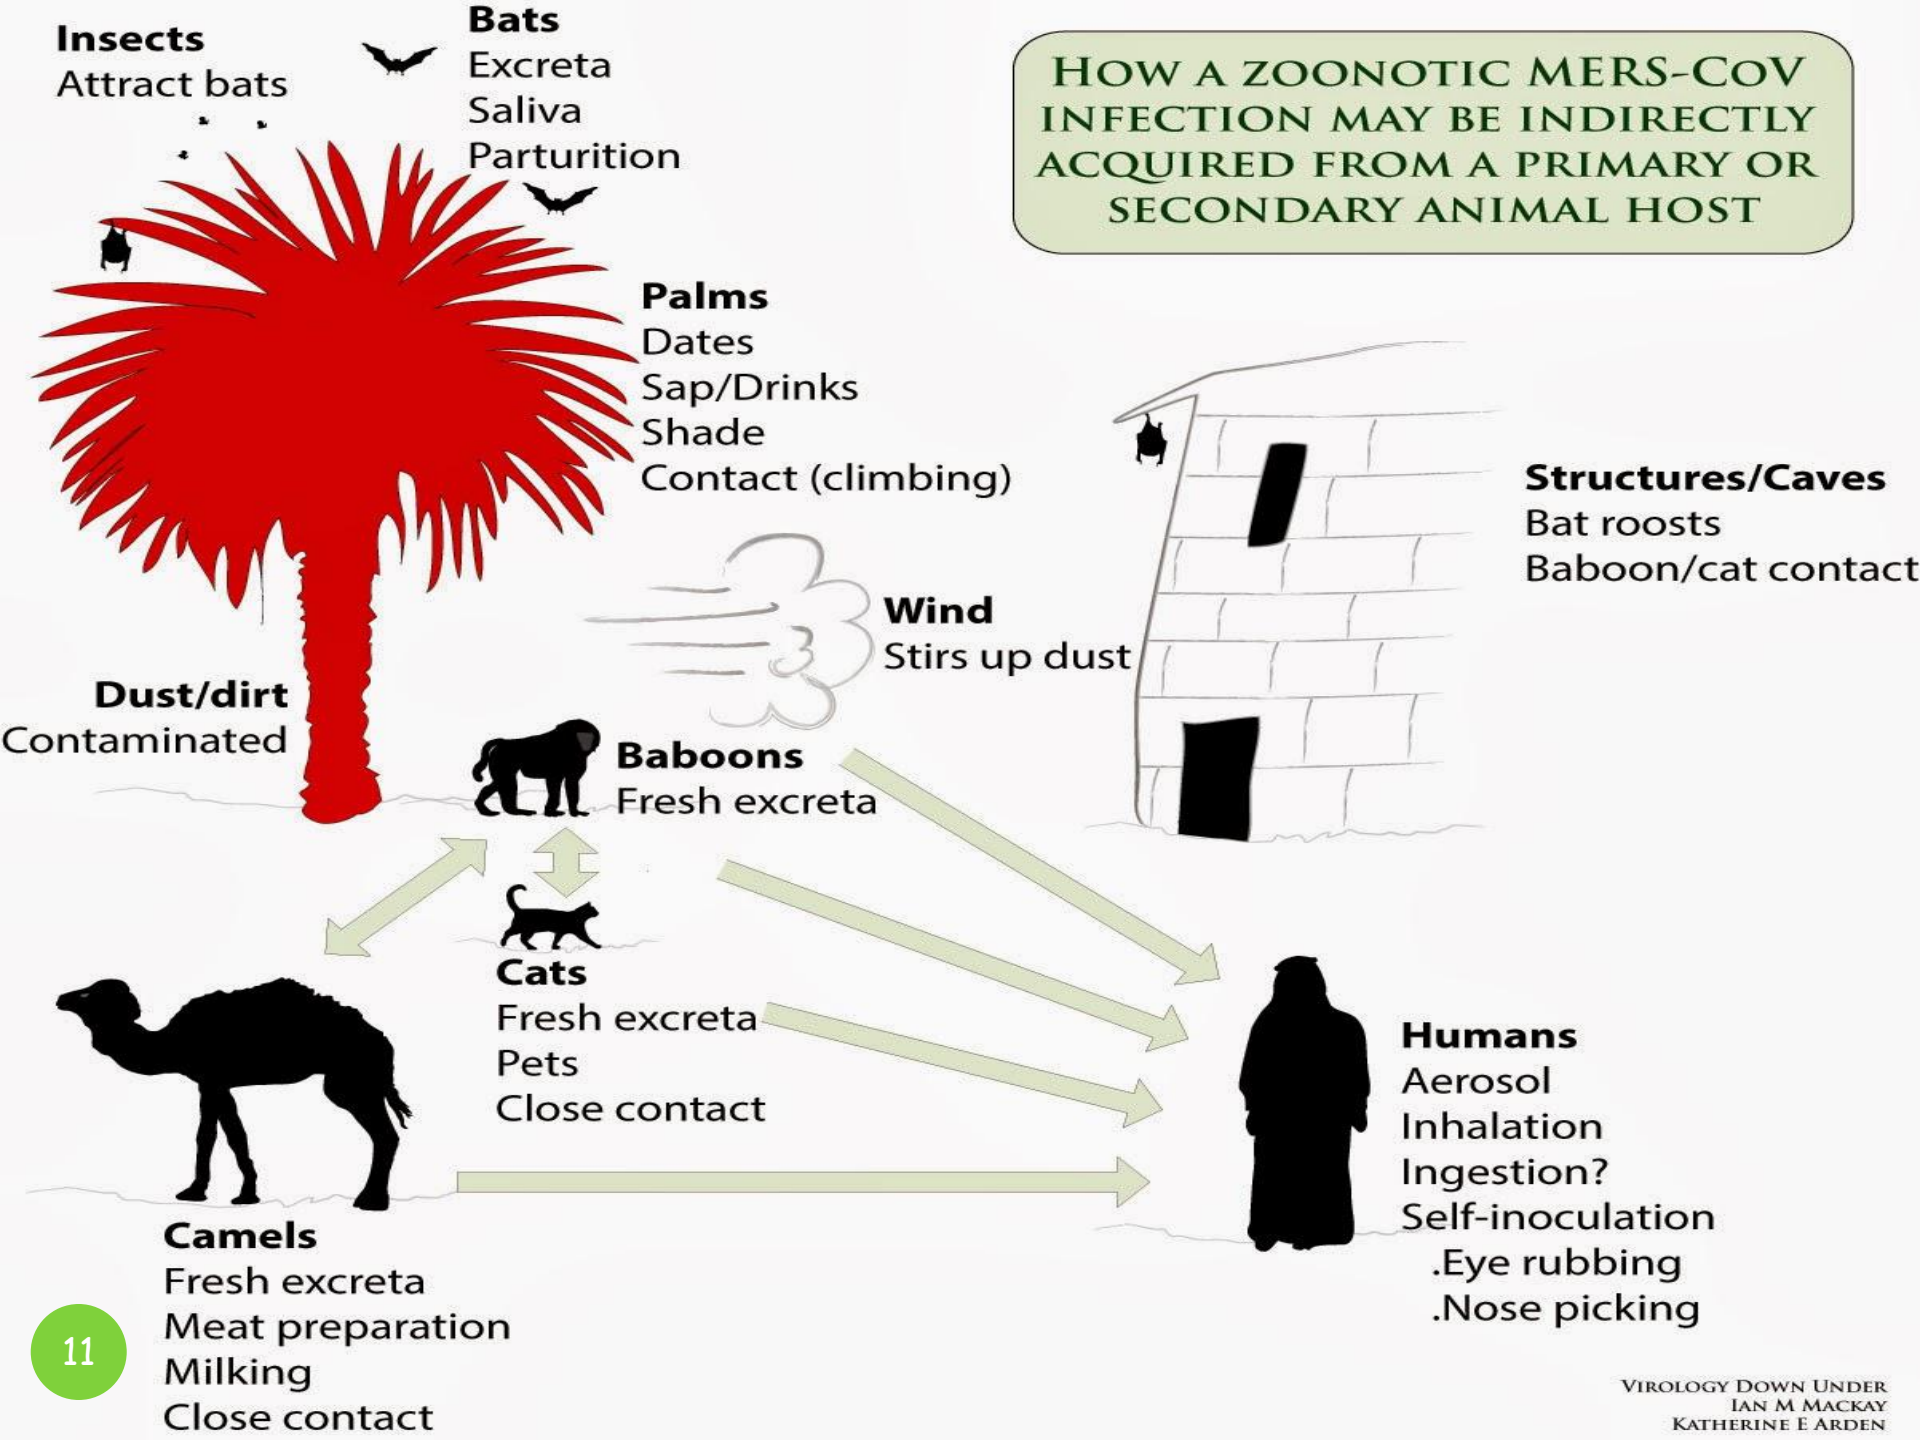 Insects
Attract bats
Bats
Excreta
Saliva
Parturition
HOW A ZOONOTIC MERS-COV
INFECTION MAY BE INDIRECTLY
ACQUIRED FROM A PRIMARY OR
SECONDARY ANIMAL HOST
Palms
Dates
Sap/Drinks
Shade
Contact (climbing)
Structures/Caves
Bat roosts
Baboon/cat contact
Wind
Stirs up dust
Dust/dirt
Contaminated
Baboons
Fresh excreta
Cats
Fresh excreta
Pets
Close contact
Humans
Aerosol
Inhalation
Ingestion?
Self-inoculation
.Eye rubbing
.Nose picking
Camels
Fresh excreta
Meat preparation
Milking
Close contact
11
VIROLOGY DOWN UNDER
IAN M MACKAY
KATHERINE E ARDEN